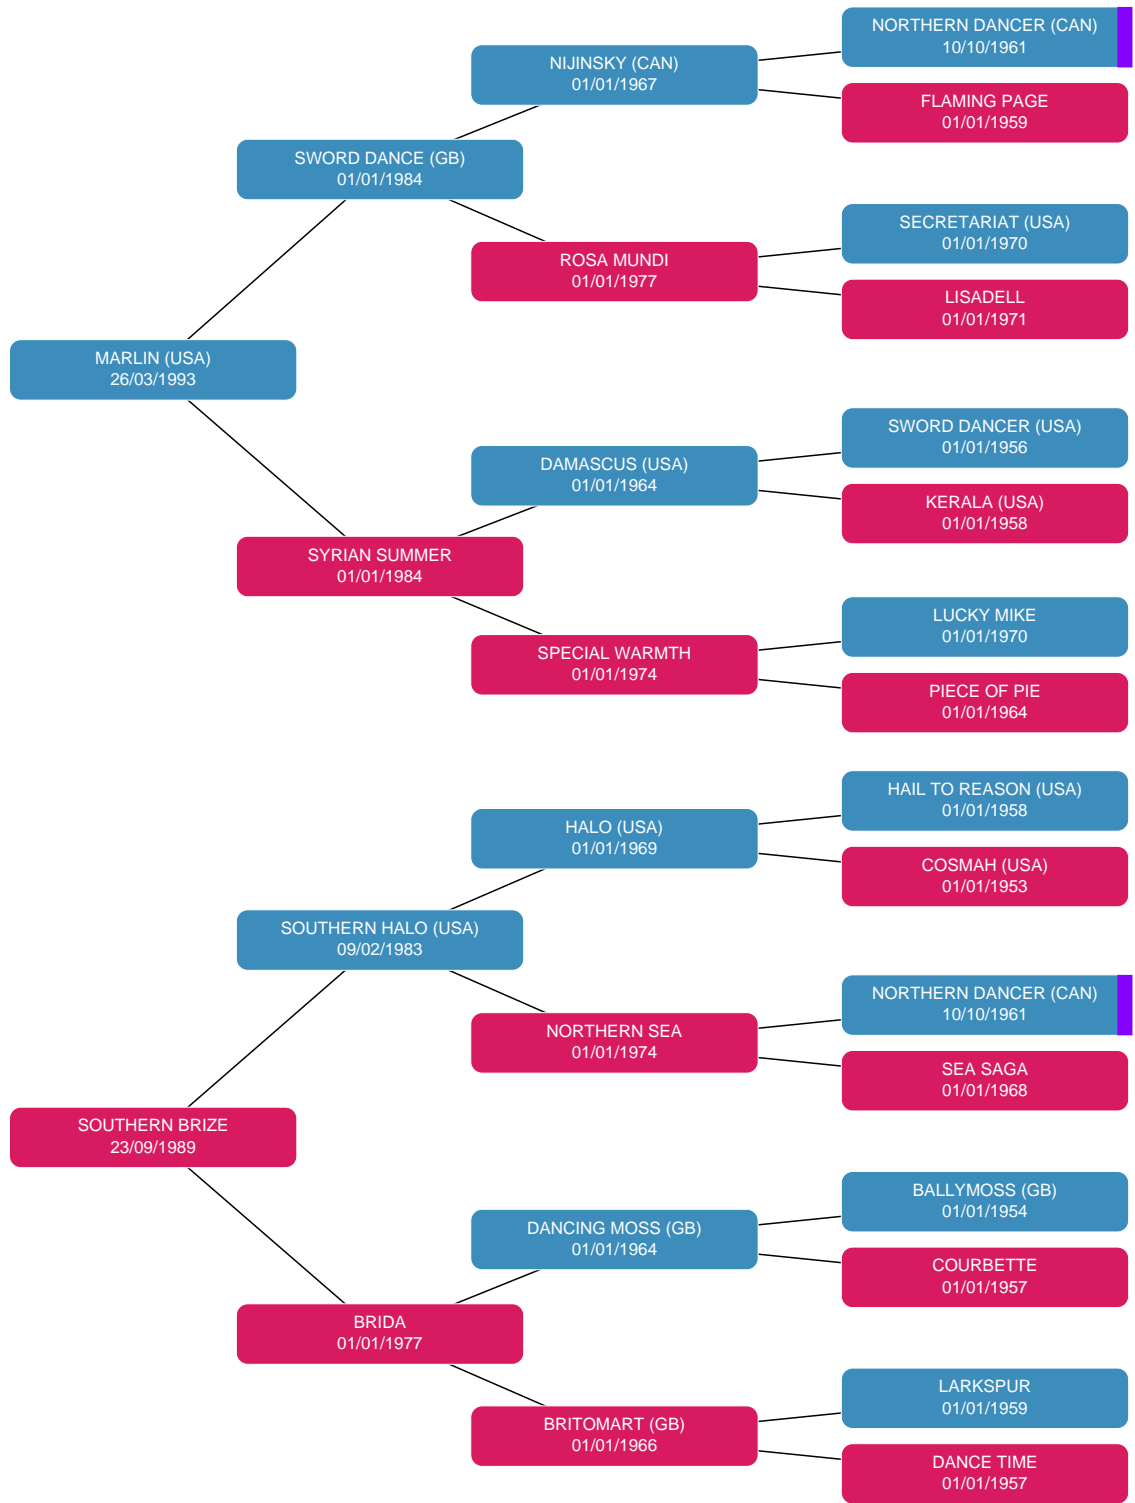 NORTHERN DANCER (CAN)
10/10/1961
NIJINSKY (CAN)
01/01/1967
FLAMING PAGE
01/01/1959
SWORD DANCE (GB)
01/01/1984
SECRETARIAT (USA)
01/01/1970
ROSA MUNDI
01/01/1977
LISADELL
01/01/1971
MARLIN (USA)
26/03/1993
SWORD DANCER (USA)
01/01/1956
DAMASCUS (USA)
01/01/1964
KERALA (USA)
01/01/1958
SYRIAN SUMMER
01/01/1984
LUCKY MIKE
01/01/1970
SPECIAL WARMTH
01/01/1974
PIECE OF PIE
01/01/1964
HAIL TO REASON (USA)
01/01/1958
HALO (USA)
01/01/1969
COSMAH (USA)
01/01/1953
SOUTHERN HALO (USA)
09/02/1983
NORTHERN DANCER (CAN)
10/10/1961
NORTHERN SEA
01/01/1974
SEA SAGA
01/01/1968
SOUTHERN BRIZE
23/09/1989
BALLYMOSS (GB)
01/01/1954
DANCING MOSS (GB)
01/01/1964
COURBETTE
01/01/1957
BRIDA
01/01/1977
LARKSPUR
01/01/1959
BRITOMART (GB)
01/01/1966
DANCE TIME
01/01/1957